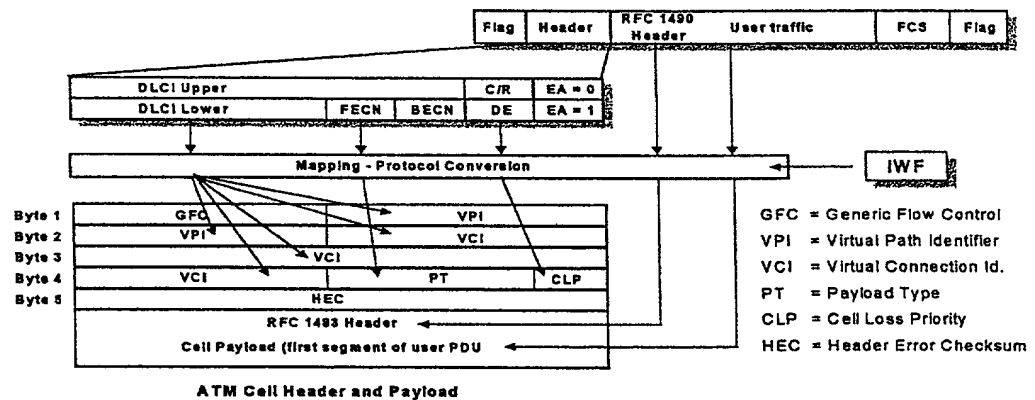 Flag Header RFC 1490 Header User traffic FCS Flag
DLCI Upper C/R EA = 0
DLCI Lower FECN BECN DE EA = 1
Mapping - Protocol Conversion
IWF
Byte 1 GFC VPI
Byte 2 VPI VCI
Byte 3 VCI
Byte 4 VCI PT CLP
Byte 5 HEC
RFC 1483 Header
Cell Payload (first segment of user PDU
ATM Cell Header and Payload
GFC = Generic Flow Control
VPI = Virtual Path Identifier
VCI = Virtual Connection Id.
PT = Payload Type
CLP = Cell Loss Priority
HEC = Header Error Checksum